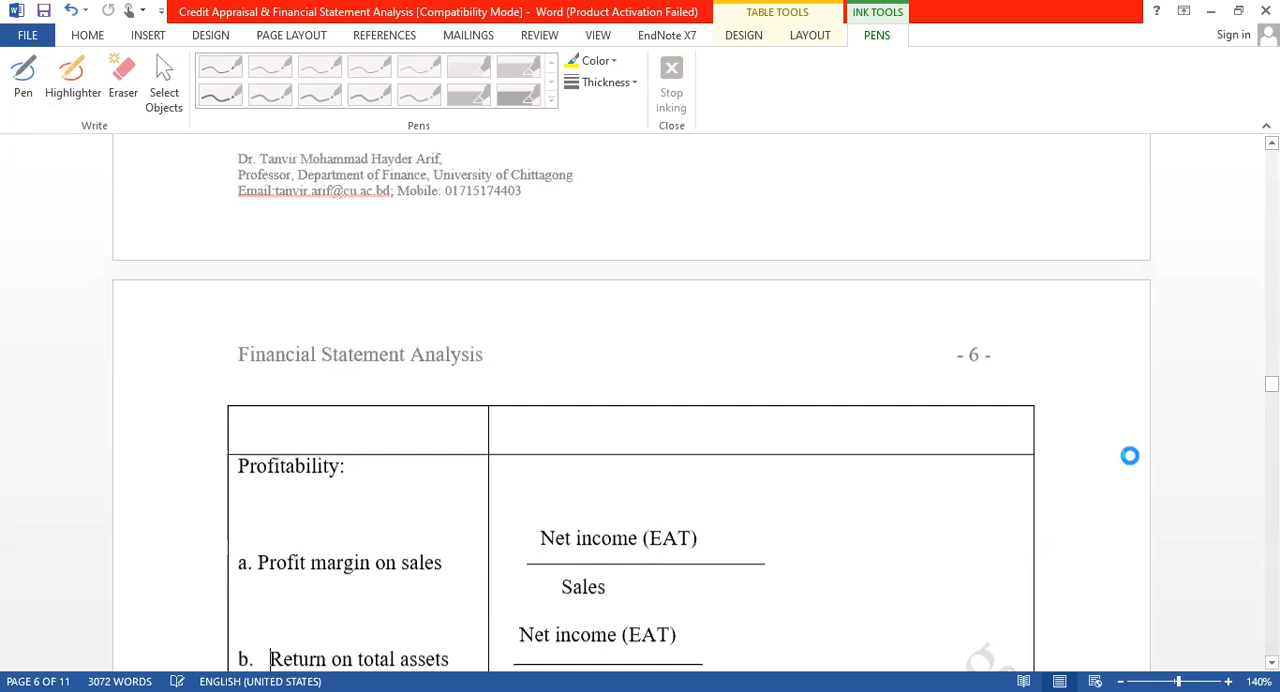 Credit Appraisal & Financial Statement Analysis [Compatibility Mode] - Word (Product Activation Failed)
TABLE TOOLS
INK TOOLS
?
FILE
HOME
INSERT
DESIGN
PAGE LAYOUT
REFERENCES
MAILINGS
REVIEW
VIEW
EndNote X7
DESIGN
LAYOUT
PENS
Sign in
Pen
Highlighter
Eraser
Select
Objects
Color
Thickness
Stop
Inking
Write
Pens
Close
Dr. Tanvir Mohammad Hayder Arif,
Professor, Department of Finance, University of Chittagong
Email:tanvir.arif@cu.ac.bd; Mobile: 01715174403
Financial Statement Analysis
- 6 -
Profitability:
a. Profit margin on sales
Net income (EAT)
Sales
b. Return on total assets
Net income (EAT)
PAGE 6 OF 11
3072 WORDS
ENGLISH (UNITED STATES)
140%